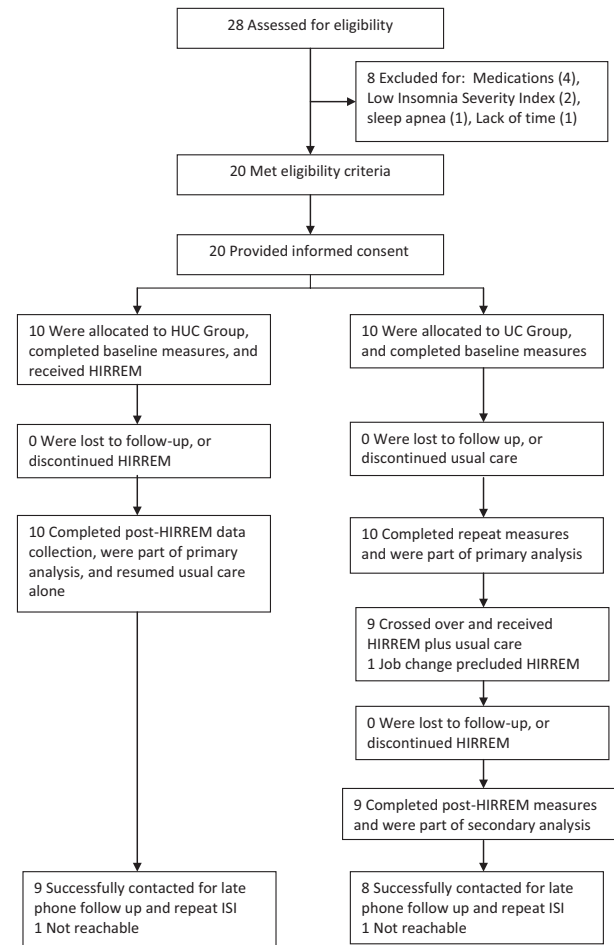 28 Assessed for eligibility
8 Excluded for:  Medications (4),
Low Insomnia Severity Index (2),
sleep apnea (1), Lack of time (1)
20 Met eligibility criteria
20 Provided informed consent
10 Were allocated to HUC Group,
completed baseline measures, and
received HIRREM
0 Were lost to follow-up, or
discontinued HIRREM
10 Completed post-HIRREM data
collection, were part of primary
analysis, and resumed usual care
alone
9 Successfully contacted for late
phone follow up and repeat ISI
1 Not reachable
10 Were allocated to UC Group,
and completed baseline measures
0 Were lost to follow up, or
discontinued usual care
10 Completed repeat measures
and were part of primary analysis
9 Crossed over and received
HIRREM plus usual care
1 Job change precluded HIRREM
0 Were lost to follow-up, or
discontinued HIRREM
9 Completed post-HIRREM measures
and were part of secondary analysis
8 Successfully contacted for late
phone follow up and repeat ISI
1 Not reachable